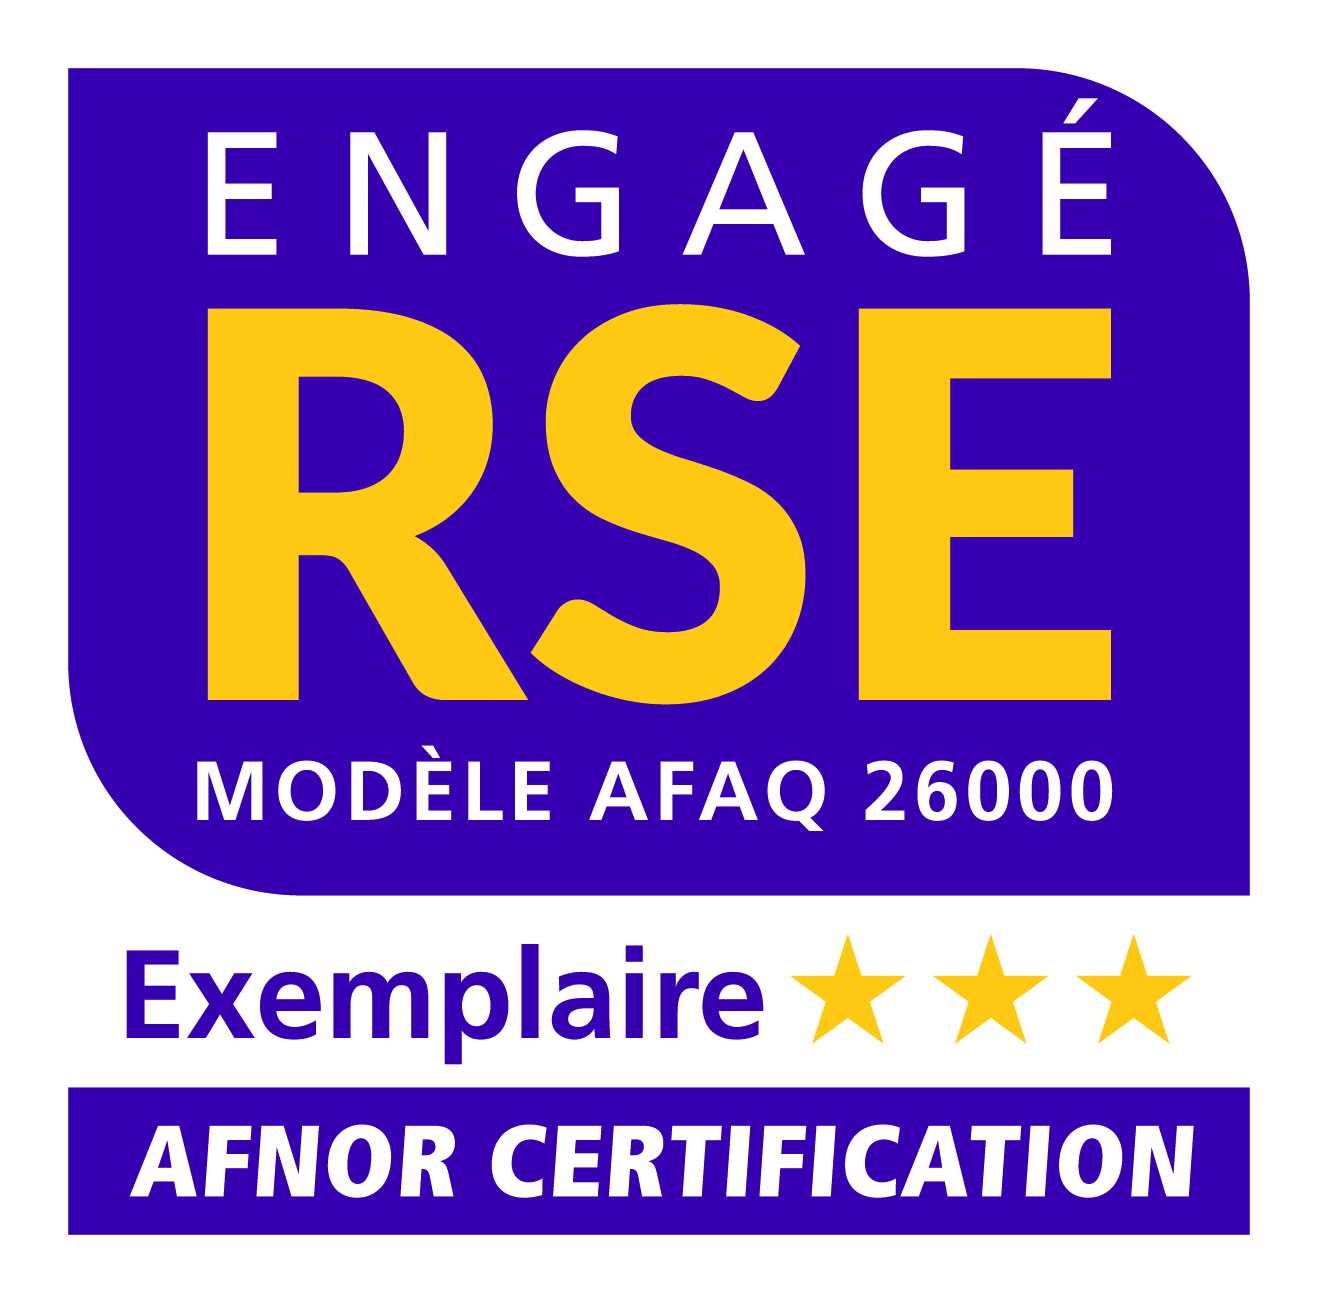 ENGAGÉ
RSE
MODÈLE AFAQ 26000
Exemplaire
AFNOR CERTIFICATION